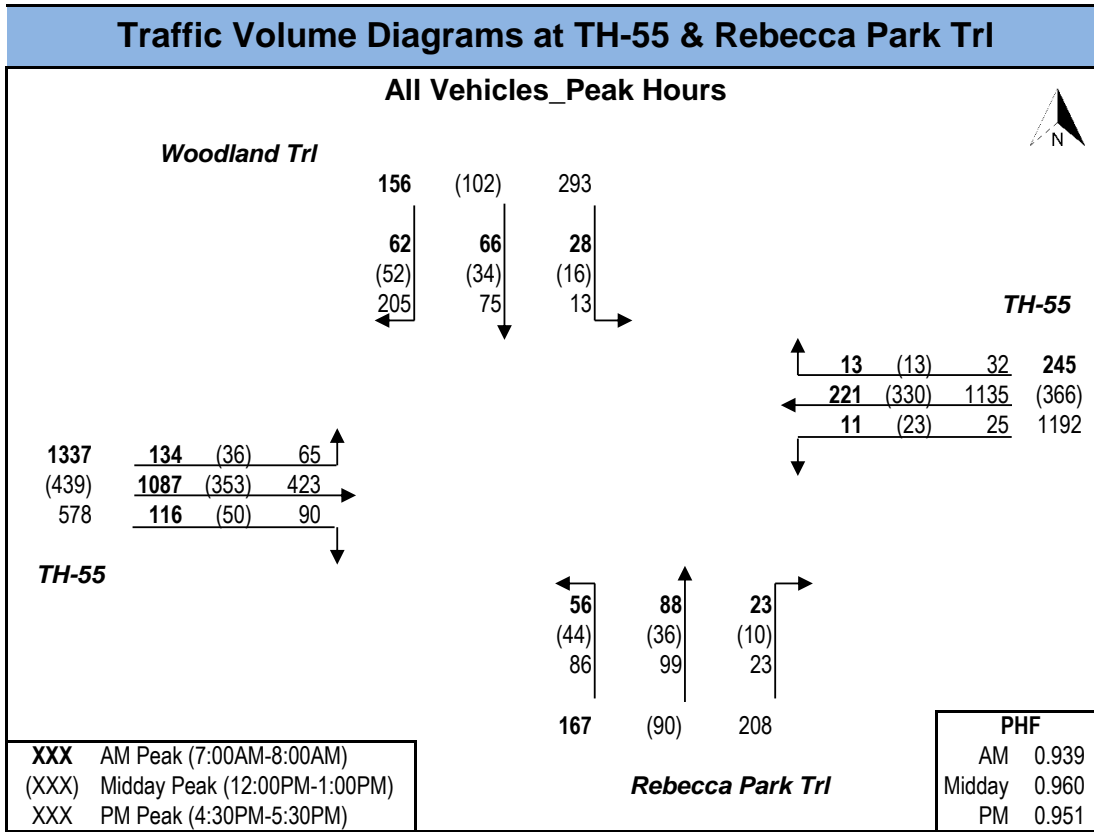 Traffic Volume Diagrams at TH-55 & Rebecca Park Trl
All Vehicles_Peak Hours
N
Woodland Trl
156 (102) 293
62 66 28
(52) (34) (16)
205 75 13
TH-55
13 (13) 32 245
221 (330) 1135 (366)
11 (23) 25 1192
1337 134 (36) 65
(439) 1087 (353) 423
578 116 (50) 90
TH-55
56 88 23
(44) (36) (10)
86 99 23
167 (90) 208
Rebecca Park Trl
XXX AM Peak (7:00AM-8:00AM)
(XXX) Midday Peak (12:00PM-1:00PM)
XXX PM Peak (4:30PM-5:30PM)
PHF
AM 0.939
Midday 0.960
PM 0.951